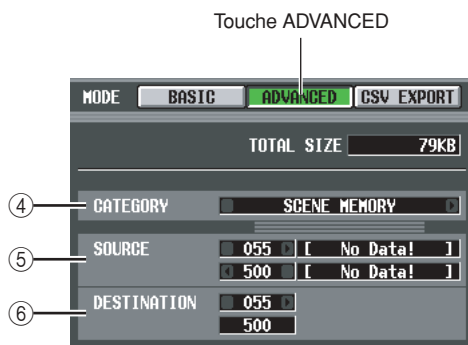 Touche ADVANCED
MODE BASIC ADVANCED CSV EXPORT
TOTAL SIZE 79KB
④ CATEGORY SCENE MEMORY
⑤ SOURCE 055 [ No Data! ]
500 [ No Data! ]
⑥ DESTINATION 055
500